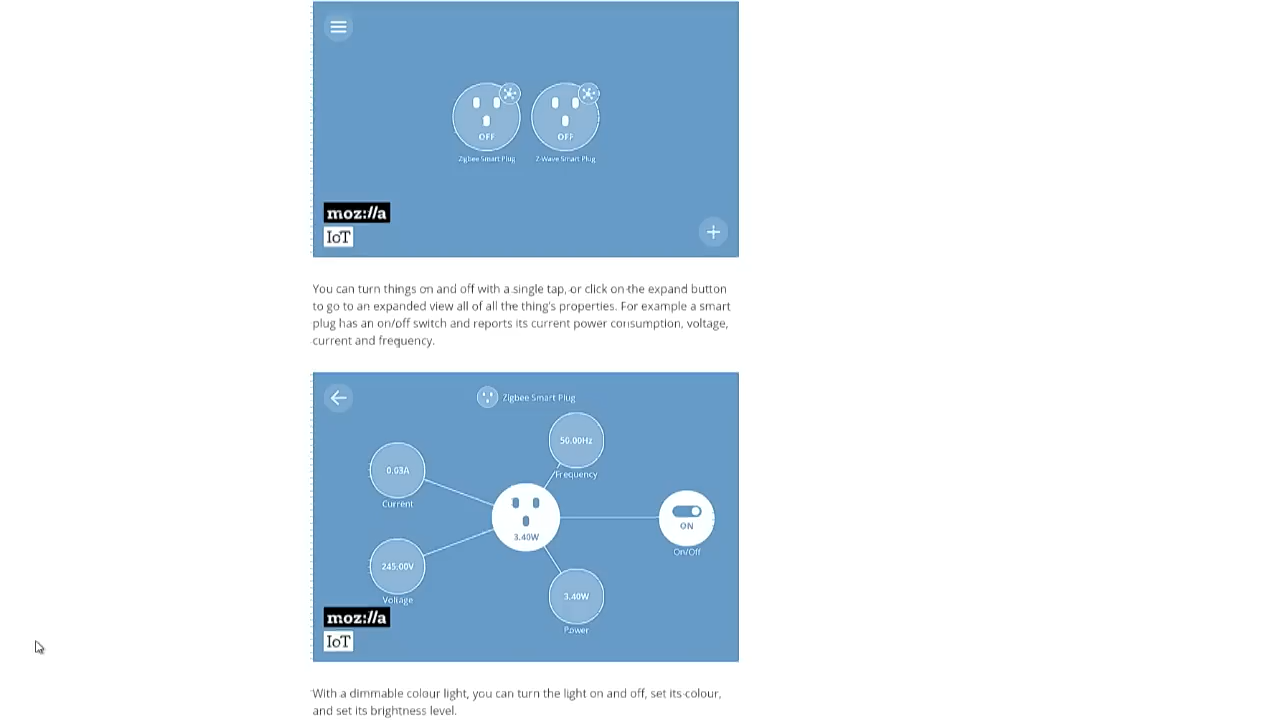 OFF OFF
Zigbee Smart Plug Z-Wave Smart Plug
moz://a
IoT
You can turn things on and off with a single tap, or click on the expand button
to go to an expanded view all of all the thing's properties. For example a smart
plug has an on/off switch and reports its current power consumption, voltage,
current and frequency.
Zigbee Smart Plug
50.00Hz
Frequency
0.03A
Current
3.40W
ON
On/Off
245.00V
Voltage
3.40W
Power
moz://a
IoT
With a dimmable colour light, you can turn the light on and off, set its colour,
and set its brightness level.